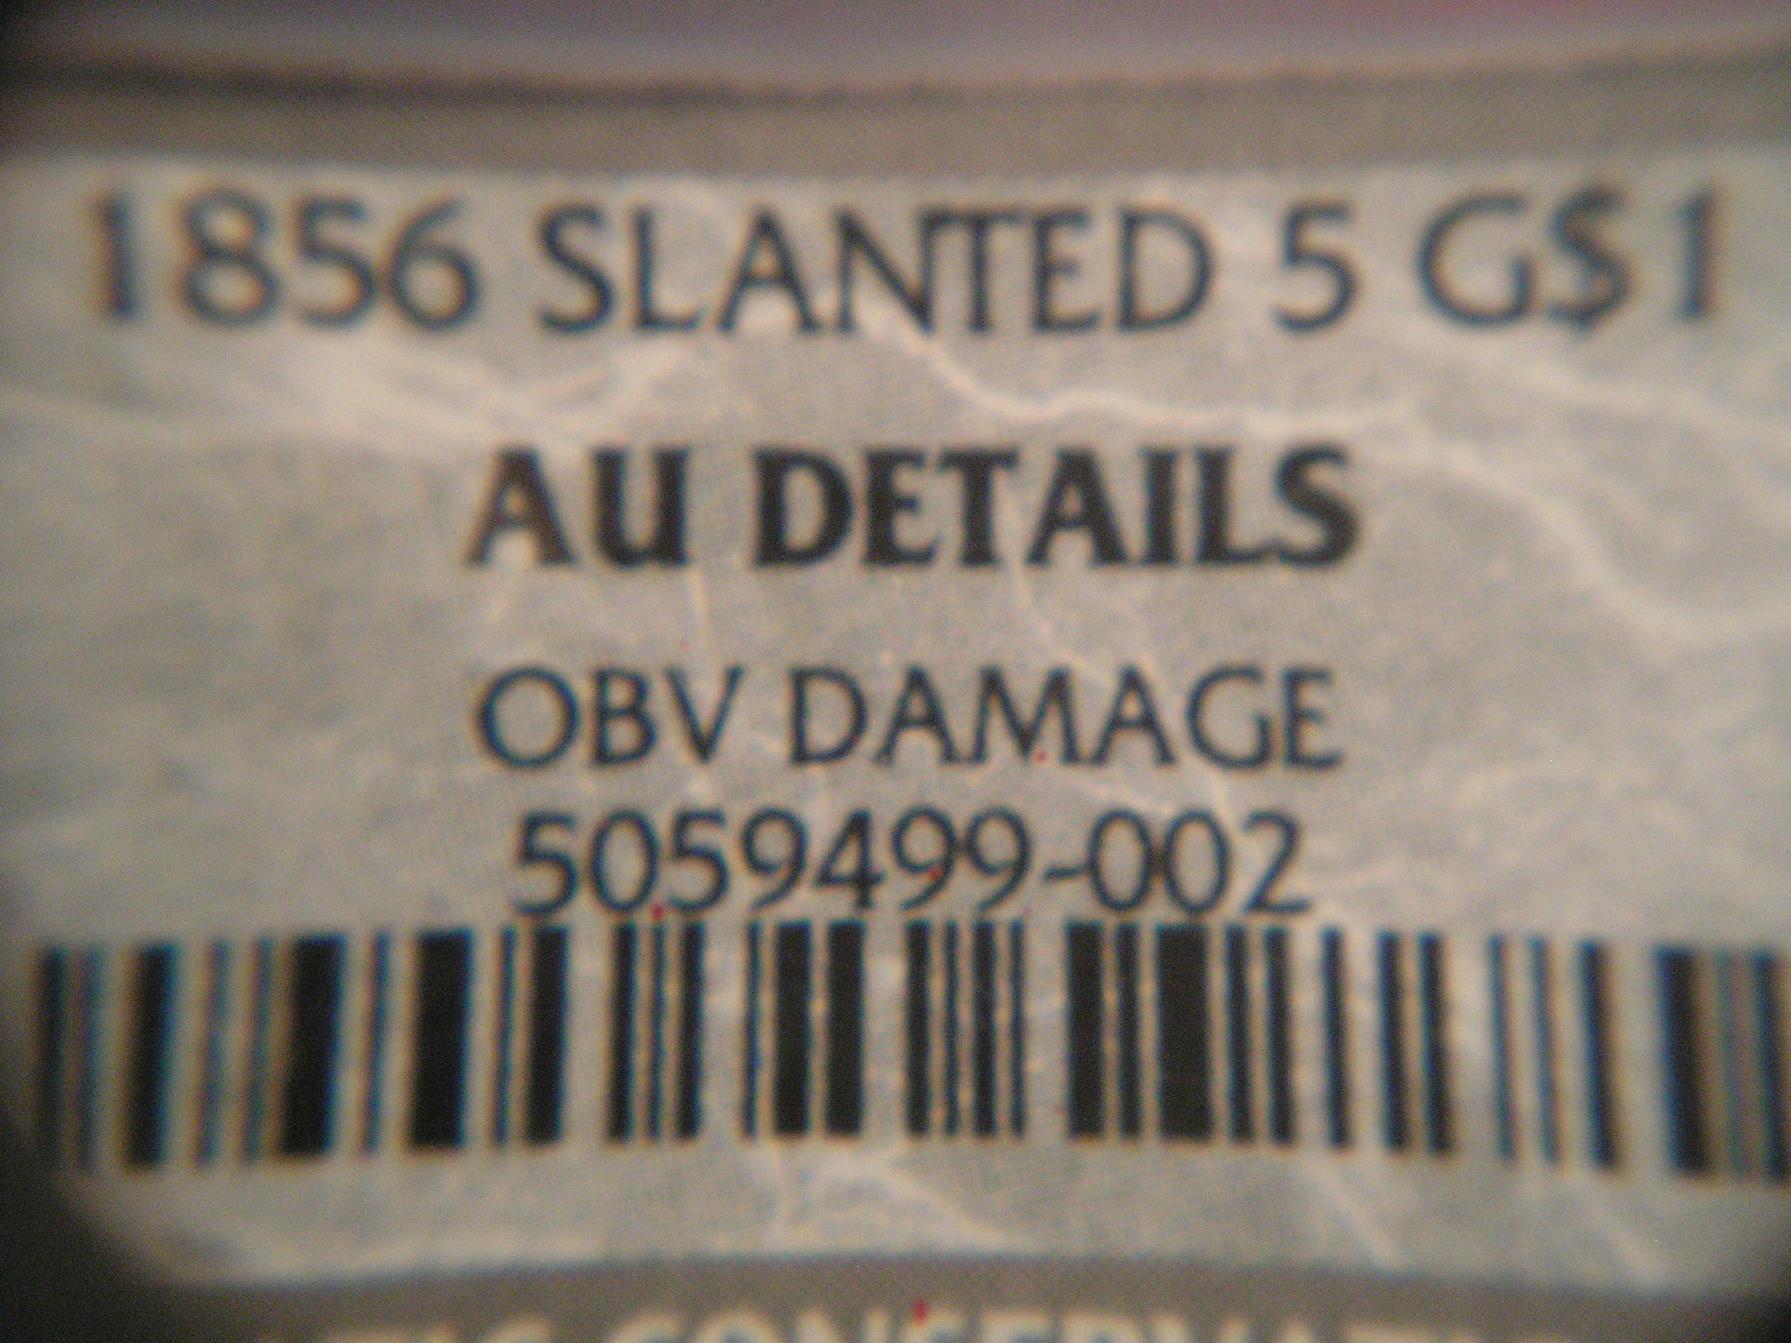 1856 SLANTED 5 G$1
AU DETAILS
OBV DAMAGE
5059499-002